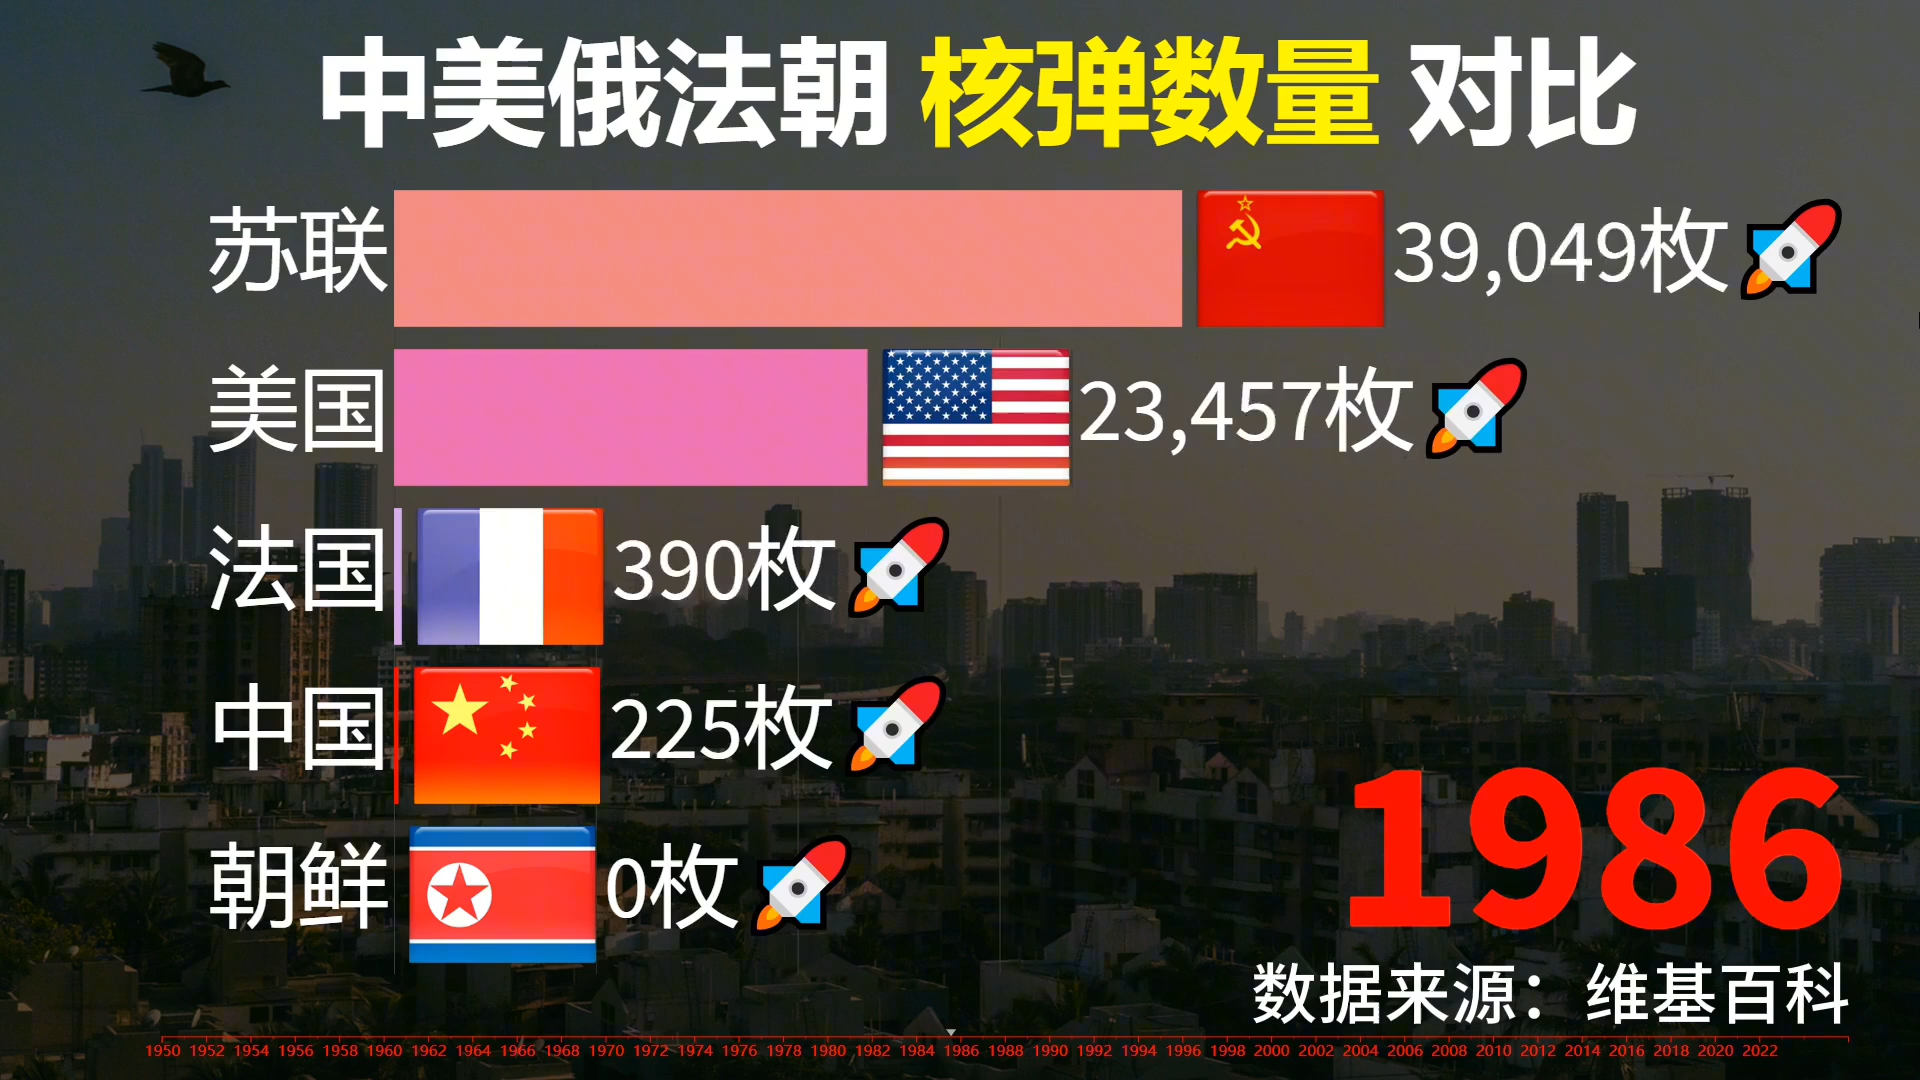 中美俄法朝 核弹数量 对比
苏联 39,049枚
美国 23,457枚
法国 390枚
中国 225枚
朝鲜 0枚
1986
数据来源：维基百科
1950 1952 1954 1956 1958 1960 1962 1964 1966 1968 1970 1972 1974 1976 1978 1980 1982 1984 1986 1988 1990 1992 1994 1996 1998 2000 2002 2004 2006 2008 2010 2012 2014 2016 2018 2020 2022